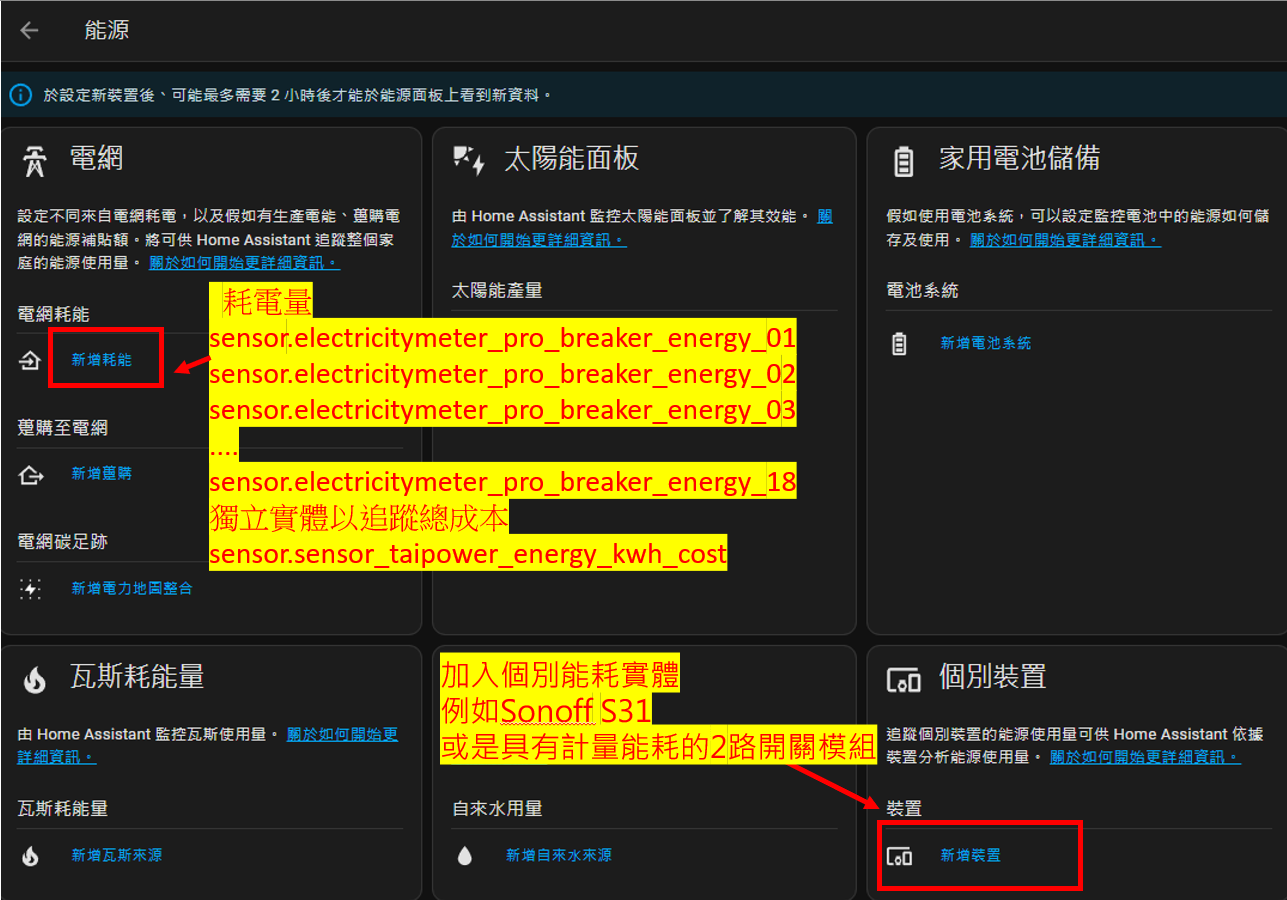 能源
於設定新裝置後、可能最多需要 2 小時後才能於能源面板上看到新資料。
電網
設定不同來自電網耗電，以及假如有生產電能、躉購電
網的能源補貼額。將可供 Home Assistant 追蹤整個家
庭的能源使用量。 關於如何開始更詳細資訊。
電網耗能
新增耗能
躉購至電網
新增躉購
電網碳足跡
新增電力地圖整合
耗電量
sensor.electricitymeter_pro_breaker_energy_01
sensor.electricitymeter_pro_breaker_energy_02
sensor.electricitymeter_pro_breaker_energy_03
....
sensor.electricitymeter_pro_breaker_energy_18
獨立實體以追蹤總成本
sensor.sensor_taipower_energy_kwh_cost
太陽能面板
由 Home Assistant 監控太陽能面板並了解其效能。 關
於如何開始更詳細資訊。
太陽能產量
家用電池儲備
假如使用電池系統，可以設定監控電池中的能源如何儲
存及使用。 關於如何開始更詳細資訊。
電池系統
新增電池系統
瓦斯耗能量
由 Home Assistant 監控瓦斯使用量。 關於如何開始更
詳細資訊。
瓦斯耗能量
新增瓦斯來源
加入個別能耗實體
例如Sonoff S31
或是具有計量能耗的2路開關模組
自來水用量
新增自來水來源
個別裝置
追蹤個別裝置的能源使用量可供 Home Assistant 依據
裝置分析能源使用量。 關於如何開始更詳細資訊。
裝置
新增裝置